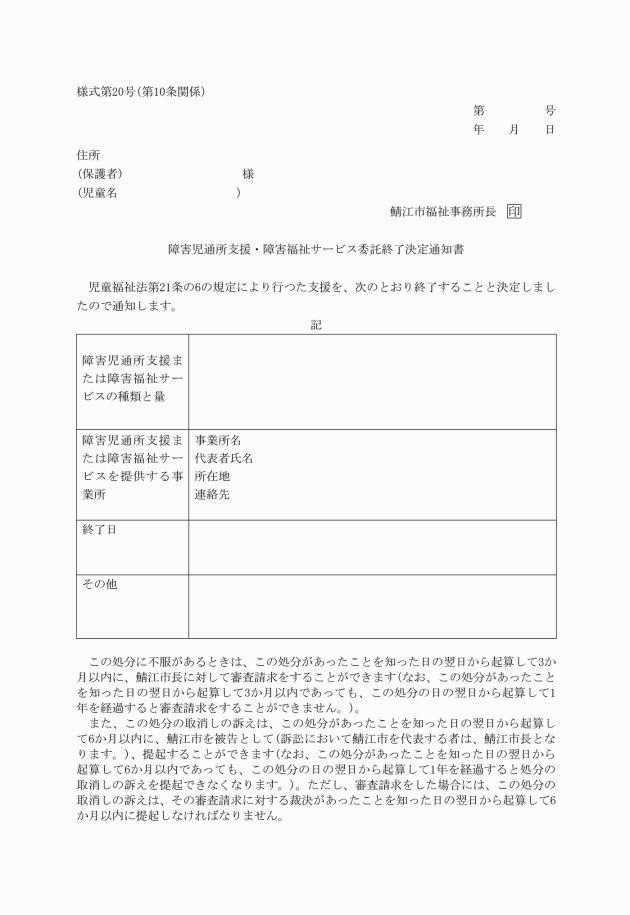 様式第20号(第10条関係)
第　　　　　号
年　　月　　日
住所
(保護者)　　　　　　　　　　様
(児童名　　　　　　　　　　)
鯖江市福祉事務所長　印
障害児通所支援・障害福祉サービス委託終了決定通知書
児童福祉法第21条の6の規定により行つた支援を、次のとおり終了することと決定しまし
たので通知します。
記
障害児通所支援ま
たは障害福祉サー
ビスの種類と量
障害児通所支援ま
たは障害福祉サー
ビスを提供する事
業所
事業所名
代表者氏名
所在地
連絡先
終了日
その他
この処分に不服があるときは、この処分があったことを知った日の翌日から起算して3か
月以内に、鯖江市長に対して審査請求をすることができます(なお、この処分があったこと
を知った日の翌日から起算して3か月以内であっても、この処分の日の翌日から起算して1
年を経過すると審査請求をすることができません。)。
また、この処分の取消しの訴えは、この処分があったことを知った日の翌日から起算し
て6か月以内に、鯖江市を被告として(訴訟において鯖江市を代表する者は、鯖江市長とな
ります。)、提起することができます(なお、この処分があったことを知った日の翌日から
起算して6か月以内であっても、この処分の日の翌日から起算して1年を経過すると処分の
取消しの訴えを提起できなくなります。)。ただし、審査請求をした場合には、この処分の
取消しの訴えは、その審査請求に対する裁決があったことを知った日の翌日から起算して6
か月以内に提起しなければなりません。